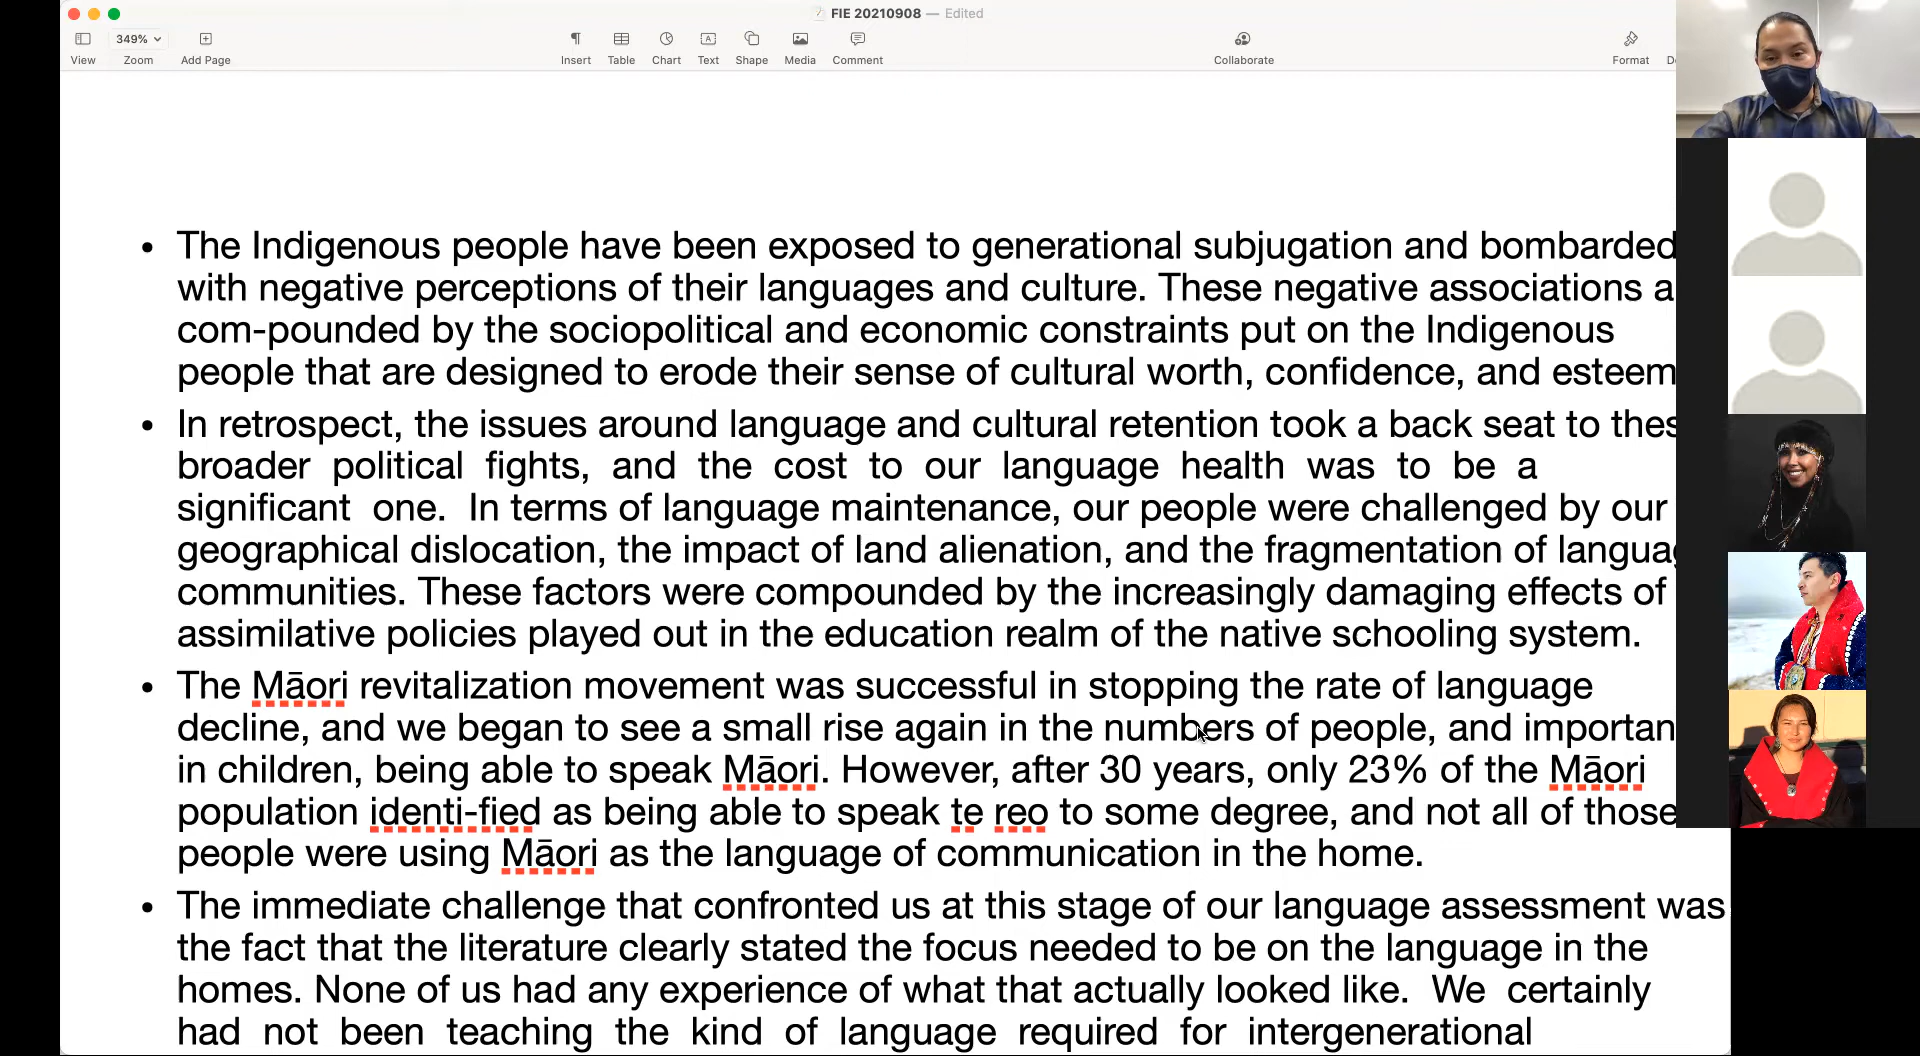 FIE 20210908 — Edited
349%
View Zoom Add Page Insert Table Chart Text Shape Media Comment Collaborate Format
• The Indigenous people have been exposed to generational subjugation and bombarded
with negative perceptions of their languages and culture. These negative associations a
com-pounded by the sociopolitical and economic constraints put on the Indigenous
people that are designed to erode their sense of cultural worth, confidence, and esteem
• In retrospect, the issues around language and cultural retention took a back seat to thes
broader political fights, and the cost to our language health was to be a
significant one. In terms of language maintenance, our people were challenged by our
geographical dislocation, the impact of land alienation, and the fragmentation of languag
communities. These factors were compounded by the increasingly damaging effects of
assimilative policies played out in the education realm of the native schooling system.
• The Māori revitalization movement was successful in stopping the rate of language
decline, and we began to see a small rise again in the numbers of people, and importan
in children, being able to speak Māori. However, after 30 years, only 23% of the Māori
population identi-fied as being able to speak te reo to some degree, and not all of those
people were using Māori as the language of communication in the home.
• The immediate challenge that confronted us at this stage of our language assessment was
the fact that the literature clearly stated the focus needed to be on the language in the
homes. None of us had any experience of what that actually looked like. We certainly
had not been teaching the kind of language required for intergenerational